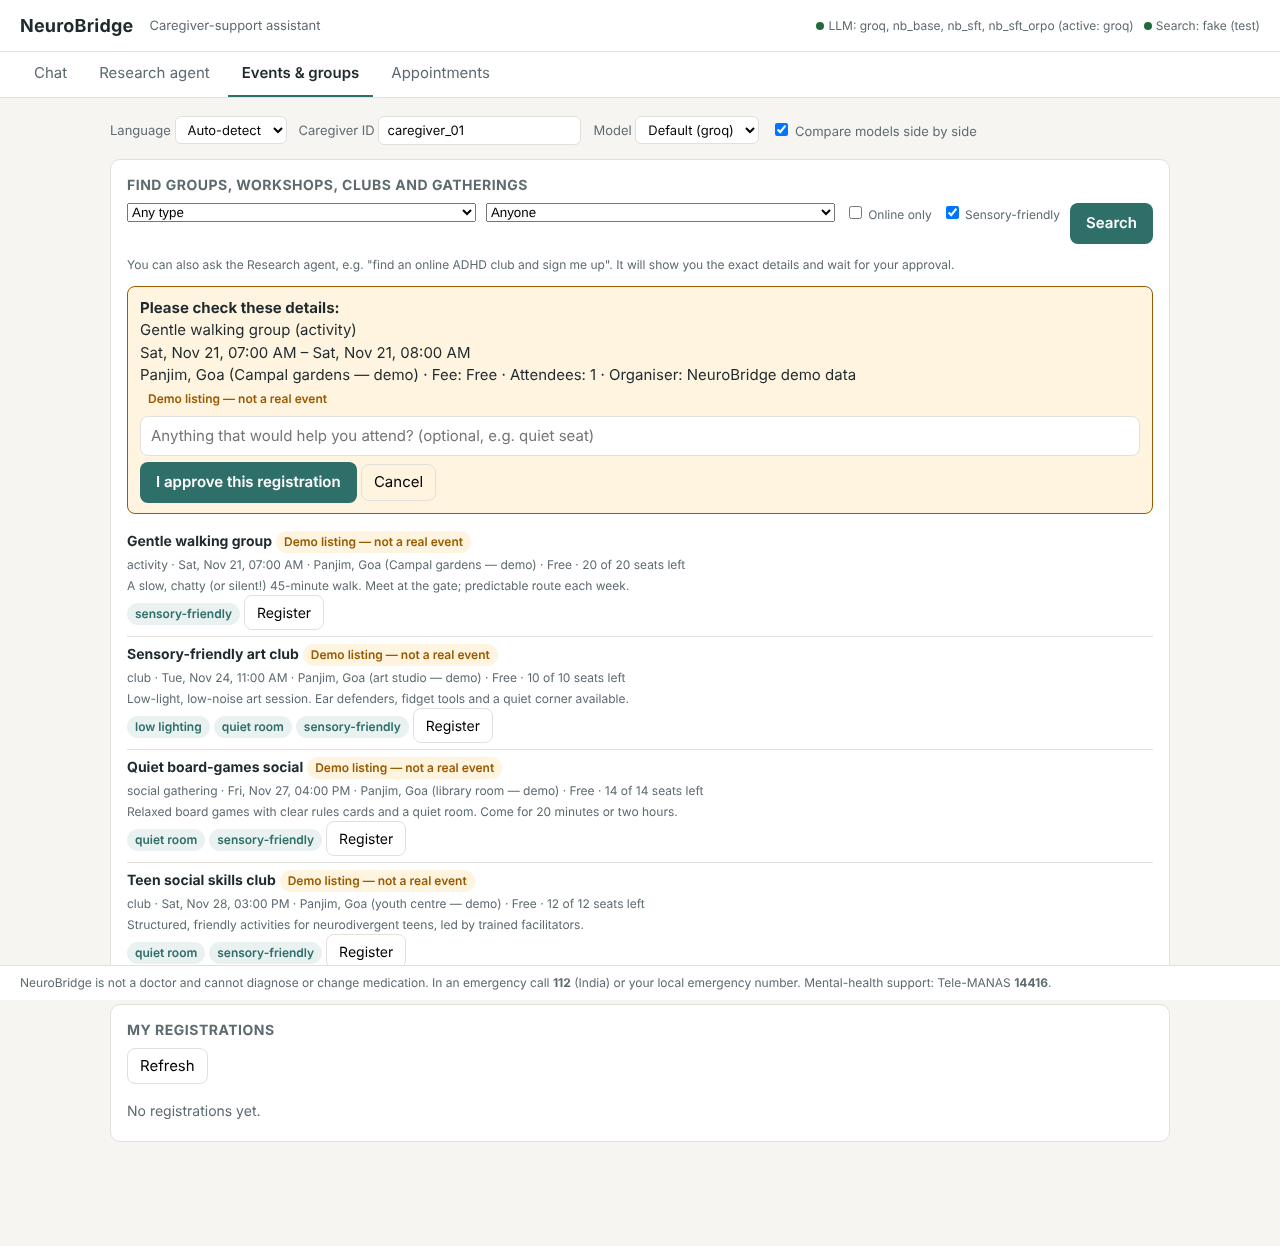 NeuroBridge Caregiver-support assistant LLM: groq, nb_base, nb_sft, nb_sft_orpo (active: groq) Search: fake (test)
Chat Research agent Events & groups Appointments
Language Auto-detect Caregiver ID caregiver_01 Model Default (groq) Compare models side by side
FIND GROUPS, WORKSHOPS, CLUBS AND GATHERINGS
Any type Anyone Online only Sensory-friendly Search
You can also ask the Research agent, e.g. "find an online ADHD club and sign me up". It will show you the exact details and wait for your approval.
Please check these details:
Gentle walking group (activity)
Sat, Nov 21, 07:00 AM – Sat, Nov 21, 08:00 AM
Panjim, Goa (Campal gardens — demo) · Fee: Free · Attendees: 1 · Organiser: NeuroBridge demo data
Demo listing — not a real event
Anything that would help you attend? (optional, e.g. quiet seat)
I approve this registration Cancel
Gentle walking group Demo listing — not a real event
activity · Sat, Nov 21, 07:00 AM · Panjim, Goa (Campal gardens — demo) · Free · 20 of 20 seats left
A slow, chatty (or silent!) 45-minute walk. Meet at the gate; predictable route each week.
sensory-friendly Register
Sensory-friendly art club Demo listing — not a real event
club · Tue, Nov 24, 11:00 AM · Panjim, Goa (art studio — demo) · Free · 10 of 10 seats left
Low-light, low-noise art session. Ear defenders, fidget tools and a quiet corner available.
low lighting quiet room sensory-friendly Register
Quiet board-games social Demo listing — not a real event
social gathering · Fri, Nov 27, 04:00 PM · Panjim, Goa (library room — demo) · Free · 14 of 14 seats left
Relaxed board games with clear rules cards and a quiet room. Come for 20 minutes or two hours.
quiet room sensory-friendly Register
Teen social skills club Demo listing — not a real event
club · Sat, Nov 28, 03:00 PM · Panjim, Goa (youth centre — demo) · Free · 12 of 12 seats left
Structured, friendly activities for neurodivergent teens, led by trained facilitators.
quiet room sensory-friendly Register
NeuroBridge is not a doctor and cannot diagnose or change medication. In an emergency call 112 (India) or your local emergency number. Mental-health support: Tele-MANAS 14416.
MY REGISTRATIONS
Refresh
No registrations yet.